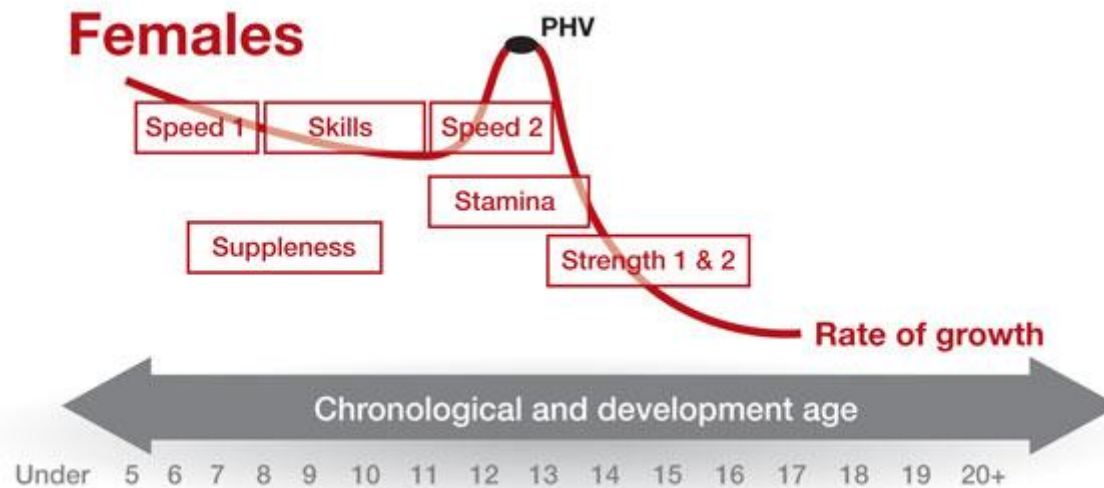 Females
PHV
Speed 1
Skills
Speed 2
Stamina
Suppleness
Strength 1 & 2
Rate of growth
Chronological and development age
Under 5 6 7 8 9 10 11 12 13 14 15 16 17 18 19 20+